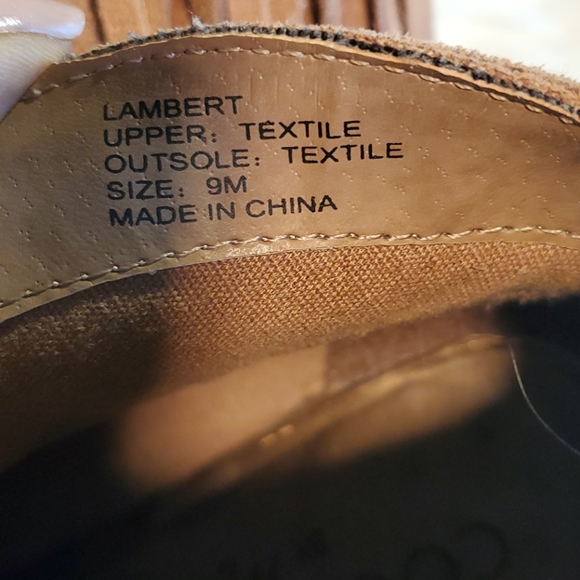 LAMBERT
UPPER: TEXTILE
OUTSOLE: TEXTILE
SIZE: 9M
MADE IN CHINA